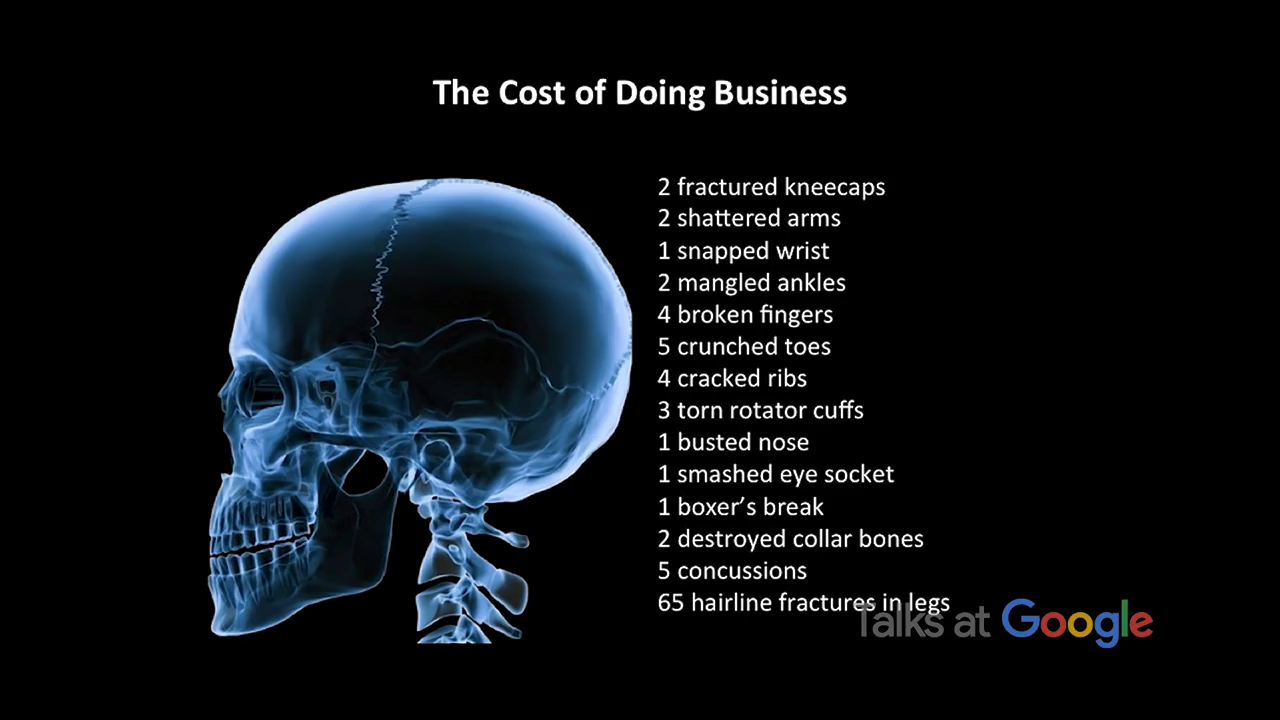 The Cost of Doing Business
2 fractured kneecaps
2 shattered arms
1 snapped wrist
2 mangled ankles
4 broken fingers
5 crunched toes
4 cracked ribs
3 torn rotator cuffs
1 busted nose
1 smashed eye socket
1 boxer’s break
2 destroyed collar bones
5 concussions
65 hairline fractures in legs
Talks at Google